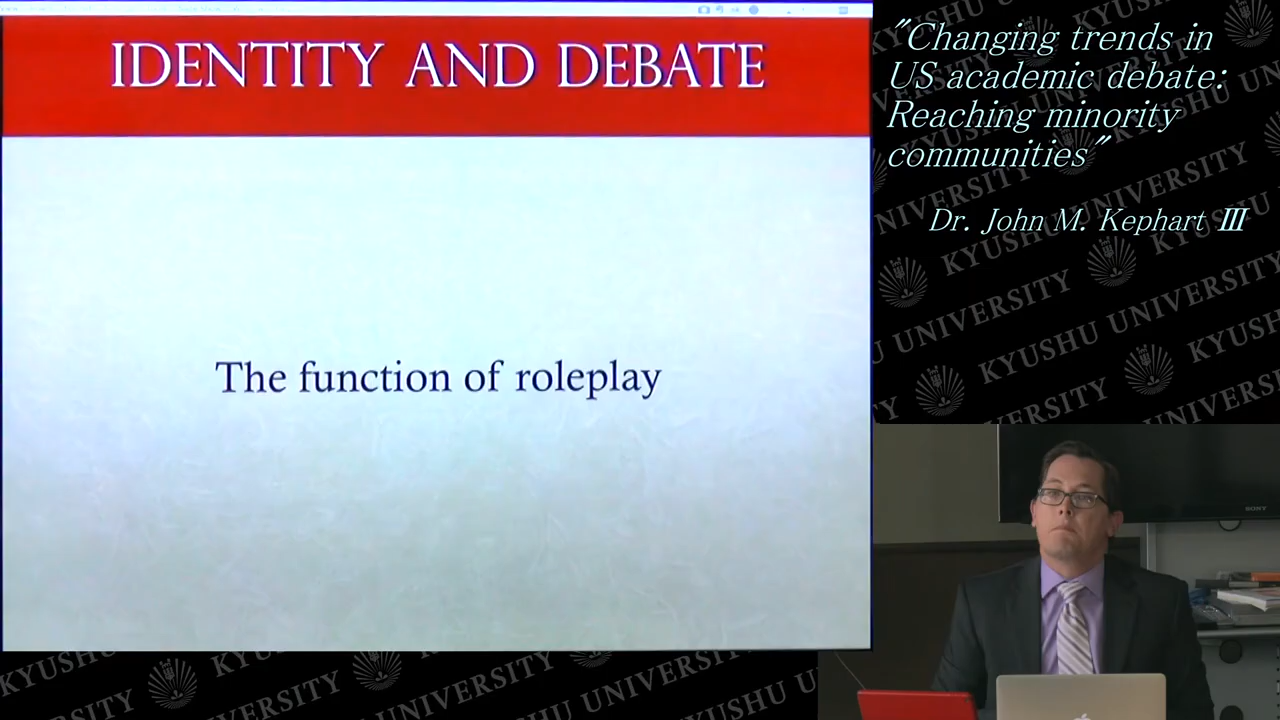 IDENTITY AND DEBATE
The function of roleplay
"Changing trends in
US academic debate:
Reaching minority
communities"
Dr. John M. Kephart III
KYUSHU UNIVERSITY
SONY